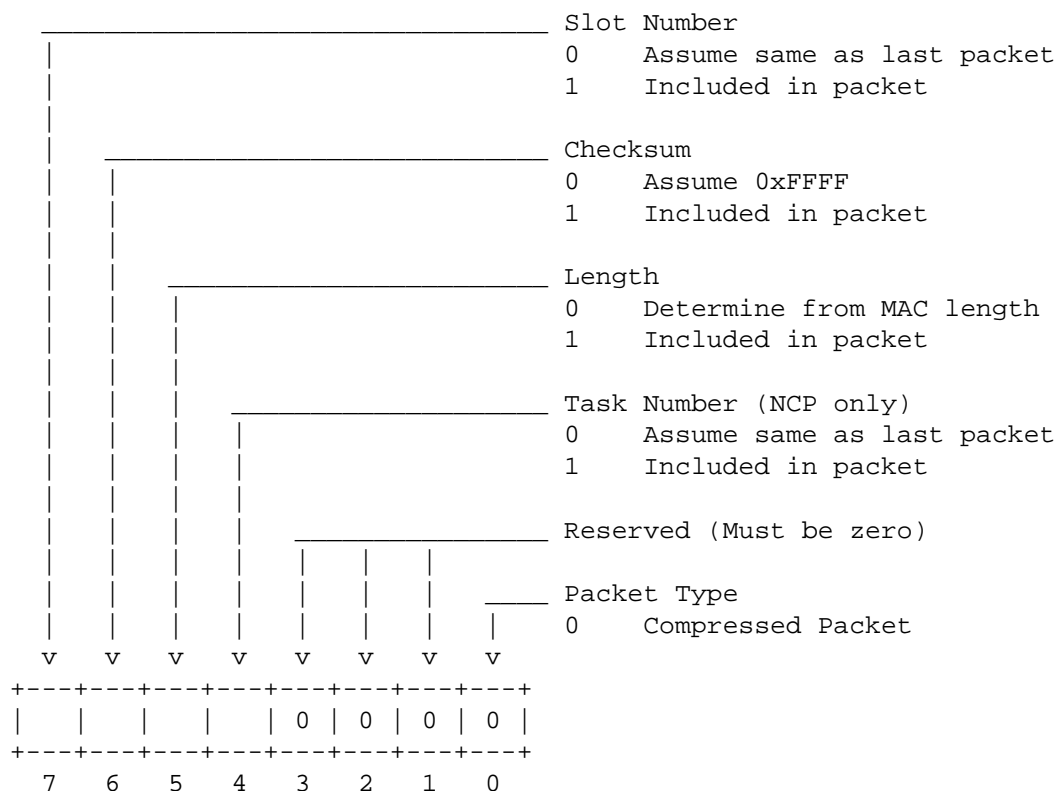 Slot Number
0 Assume same as last packet
1 Included in packet
Checksum
0 Assume 0xFFFF
1 Included in packet
Length
0 Determine from MAC length
1 Included in packet
Task Number (NCP only)
0 Assume same as last packet
1 Included in packet
Reserved (Must be zero)
Packet Type
0 Compressed Packet
v v v v v v v v
+---+---+---+---+---+---+---+---+
| | | | | 0 | 0 | 0 | 0 |
+---+---+---+---+---+---+---+---+
7 6 5 4 3 2 1 0